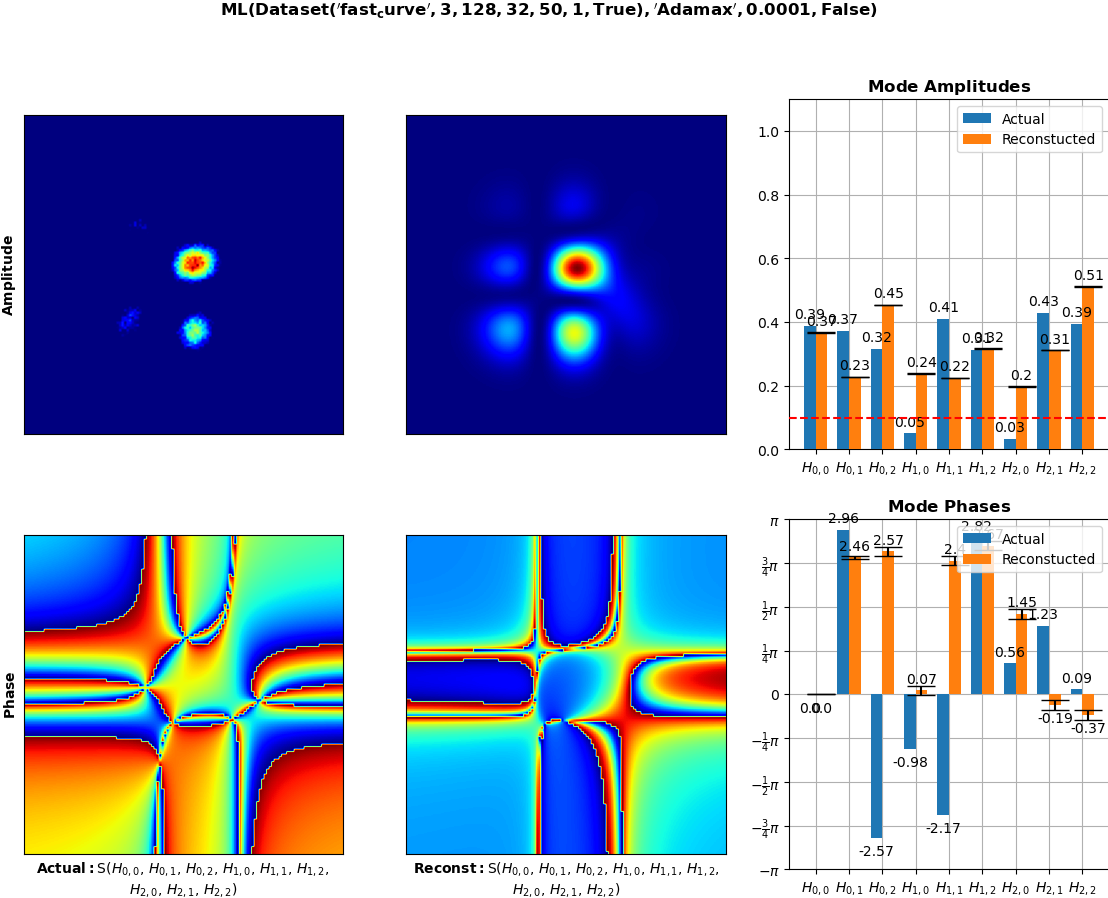 ML(Dataset('fast_curve', 3, 128, 32, 50, 1, True), 'Adamax', 0.0001, False)
Amplitude
Mode Amplitudes
Actual
Reconstucted
1.0
0.8
0.6
0.4
0.2
0.0
0.39 0.37 0.32 0.05 0.41 0.31 0.03 0.43 0.39
0.37 0.23 0.45 0.24 0.22 0.32 0.2 0.31 0.51
H0,0 H0,1 H0,2 H1,0 H1,1 H1,2 H2,0 H2,1 H2,2
Phase
Mode Phases
Actual
Reconstucted
π
3/4π
1/2π
1/4π
0
−1/4π
−1/2π
−3/4π
−π
0.0 2.96 -2.57 -0.98 -2.17 2.82 0.56 1.23 0.09
0.0 2.46 2.57 0.07 1.45 -0.19 -0.37
H0,0 H0,1 H0,2 H1,0 H1,1 H1,2 H2,0 H2,1 H2,2
Actual: S(H0,0, H0,1, H0,2, H1,0, H1,1, H1,2,
H2,0, H2,1, H2,2)
Reconst: S(H0,0, H0,1, H0,2, H1,0, H1,1, H1,2,
H2,0, H2,1, H2,2)